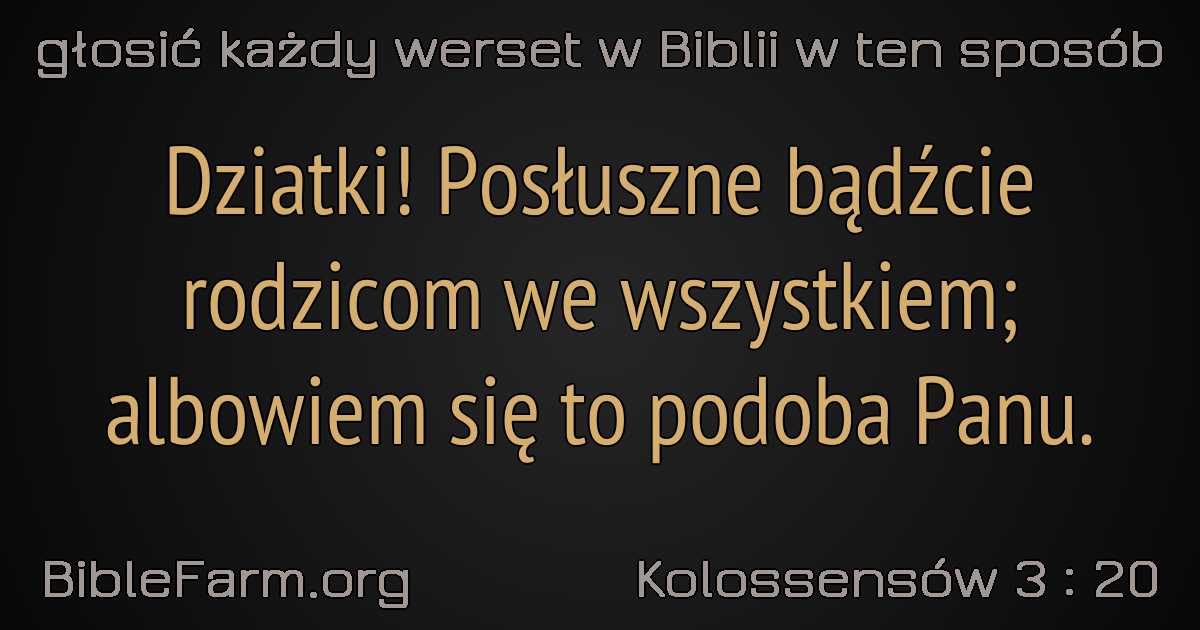 głosić każdy werset w Biblii w ten sposób
Dziatki! Posłuszne bądźcie
rodzicom we wszystkiem;
albowiem się to podoba Panu.
BibleFarm.org
Kolossensów 3 : 20